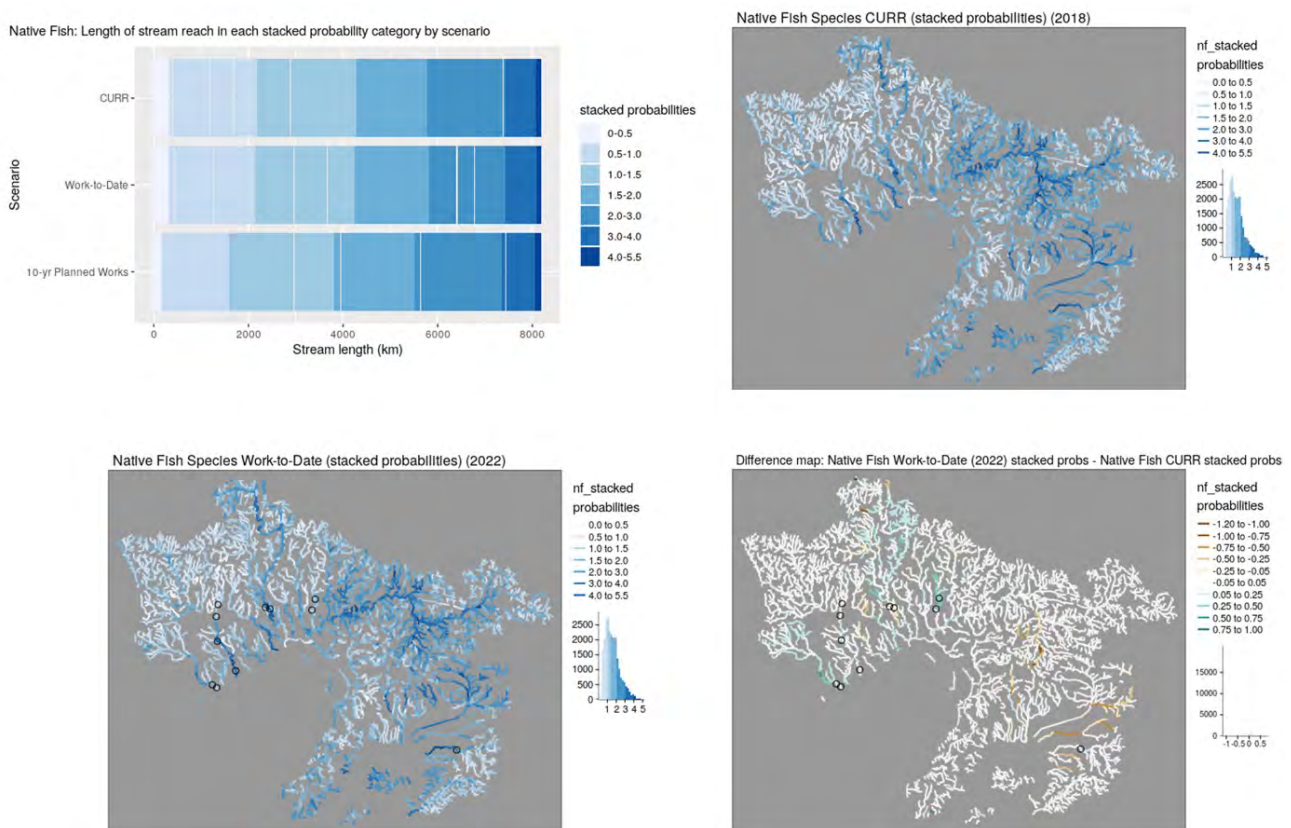 Native Fish: Length of stream reach in each stacked probability category by scenario
Scenario
CURR
Work-to-Date
10-yr Planned Works
0
2000
4000
6000
8000
Stream length (km)
stacked probabilities
0-0.5
0.5-1.0
1.0-1.5
1.5-2.0
2.0-3.0
3.0-4.0
4.0-5.5
Native Fish Species CURR (stacked probabilities) (2018)
nf_stacked
probabilities
0.0 to 0.5
0.5 to 1.0
1.0 to 1.5
1.5 to 2.0
2.0 to 3.0
3.0 to 4.0
4.0 to 5.5
2500
2000
1500
1000
500
0
1 2 3 4 5
Native Fish Species Work-to-Date (stacked probabilities) (2022)
nf_stacked
probabilities
0.0 to 0.5
0.5 to 1.0
1.0 to 1.5
1.5 to 2.0
2.0 to 3.0
3.0 to 4.0
4.0 to 5.5
2500
2000
1500
1000
500
0
1 2 3 4 5
Difference map: Native Fish Work-to-Date (2022) stacked probs - Native Fish CURR stacked probs
nf_stacked
probabilities
-1.20 to -1.00
-1.00 to -0.75
-0.75 to -0.50
-0.50 to -0.25
-0.25 to -0.05
-0.05 to 0.05
0.05 to 0.25
0.25 to 0.50
0.50 to 0.75
0.75 to 1.00
15000
10000
5000
0
-1 -0.5 0 0.5